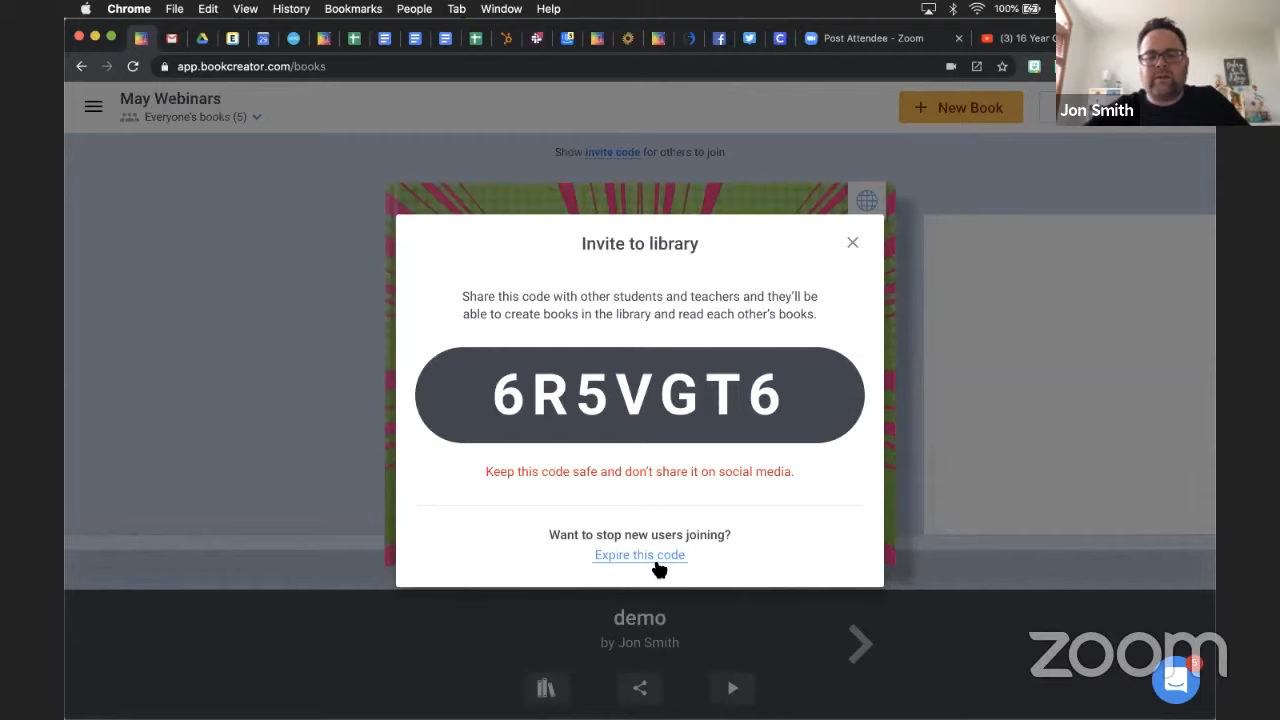 Chrome File Edit View History Bookmarks People Tab Window Help 100%
Post Attendee - Zoom
(3) 16 Year
app.bookcreator.com/books
May Webinars
Everyone's books (5)
+ New Book
Jon Smith
Show invite code for others to join
Invite to library
Share this code with other students and teachers and they'll be
able to create books in the library and read each other's books.
6R5VGT6
Keep this code safe and don't share it on social media.
Want to stop new users joining?
Expire this code
demo
by Jon Smith
zoom
5